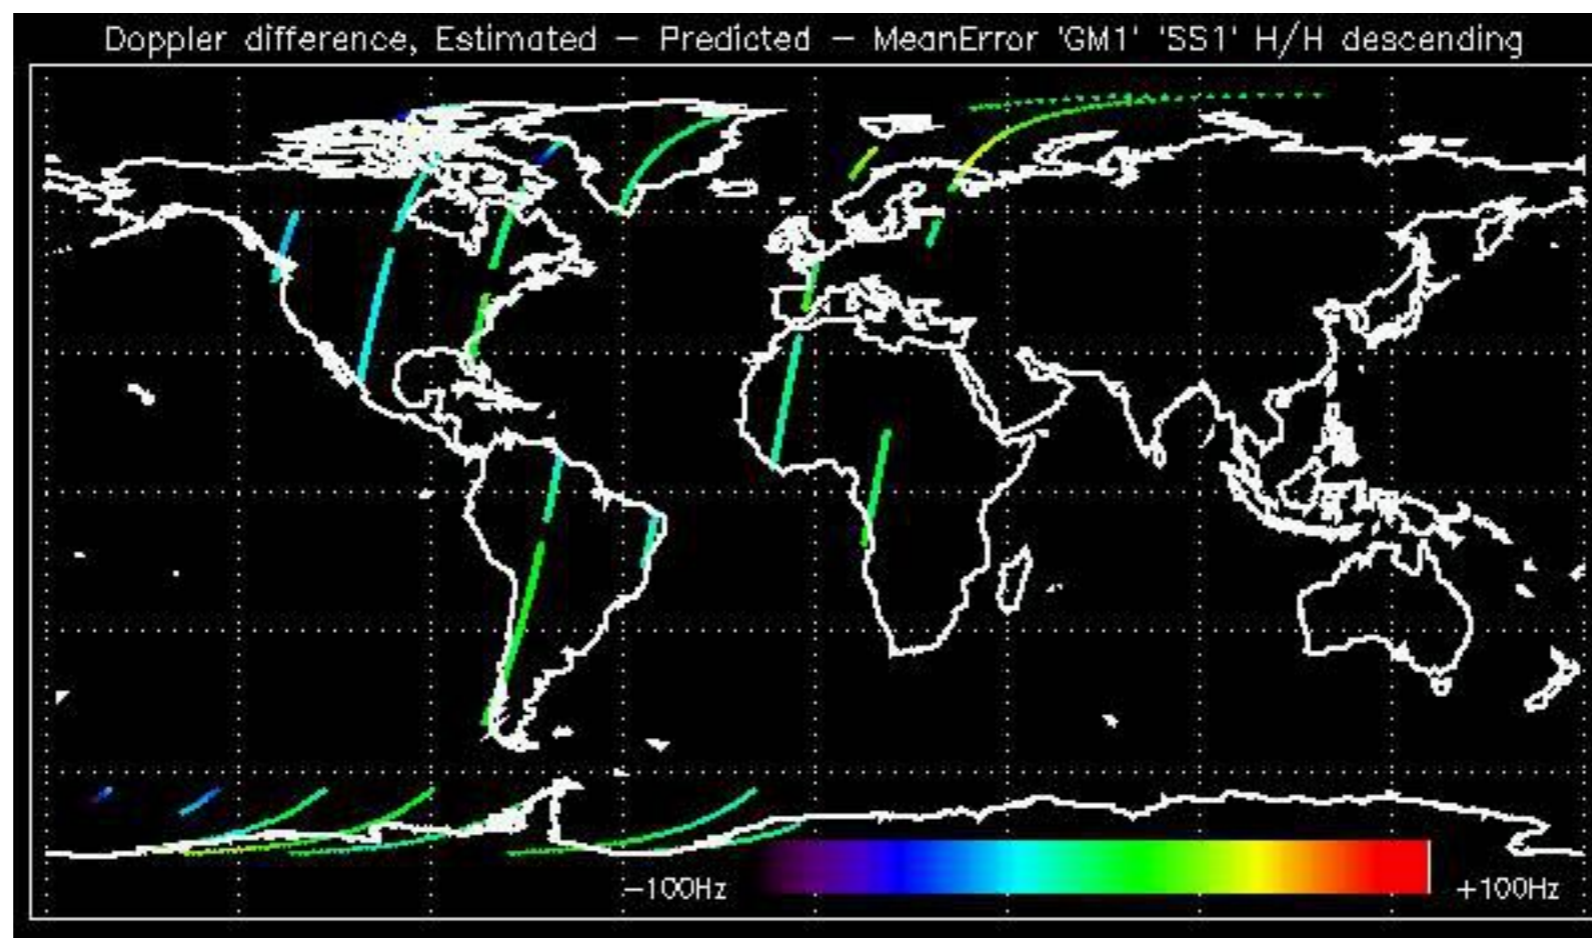 Doppler difference, Estimated − Predicted − MeanError 'GM1' 'SS1' H/H descending
−100Hz +100Hz